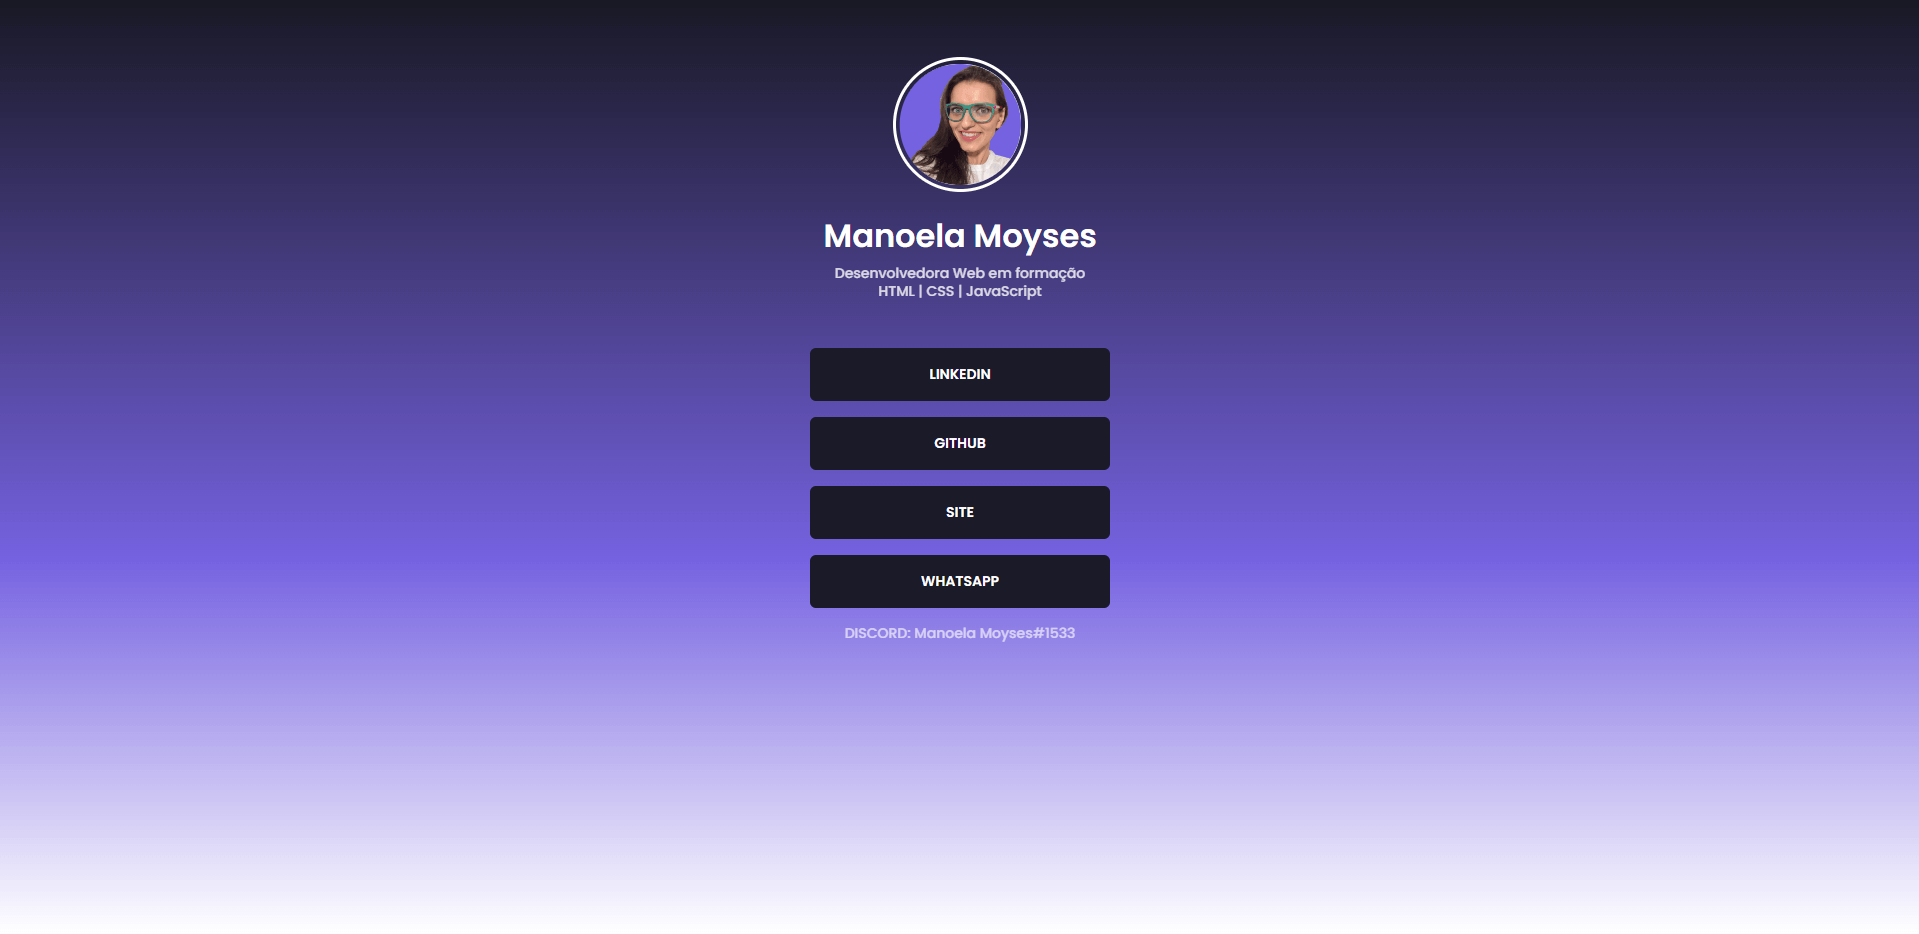 Manoela Moyses
Desenvolvedora Web em formação
HTML | CSS | JavaScript
LINKEDIN
GITHUB
SITE
WHATSAPP
DISCORD: Manoela Moyses#1533